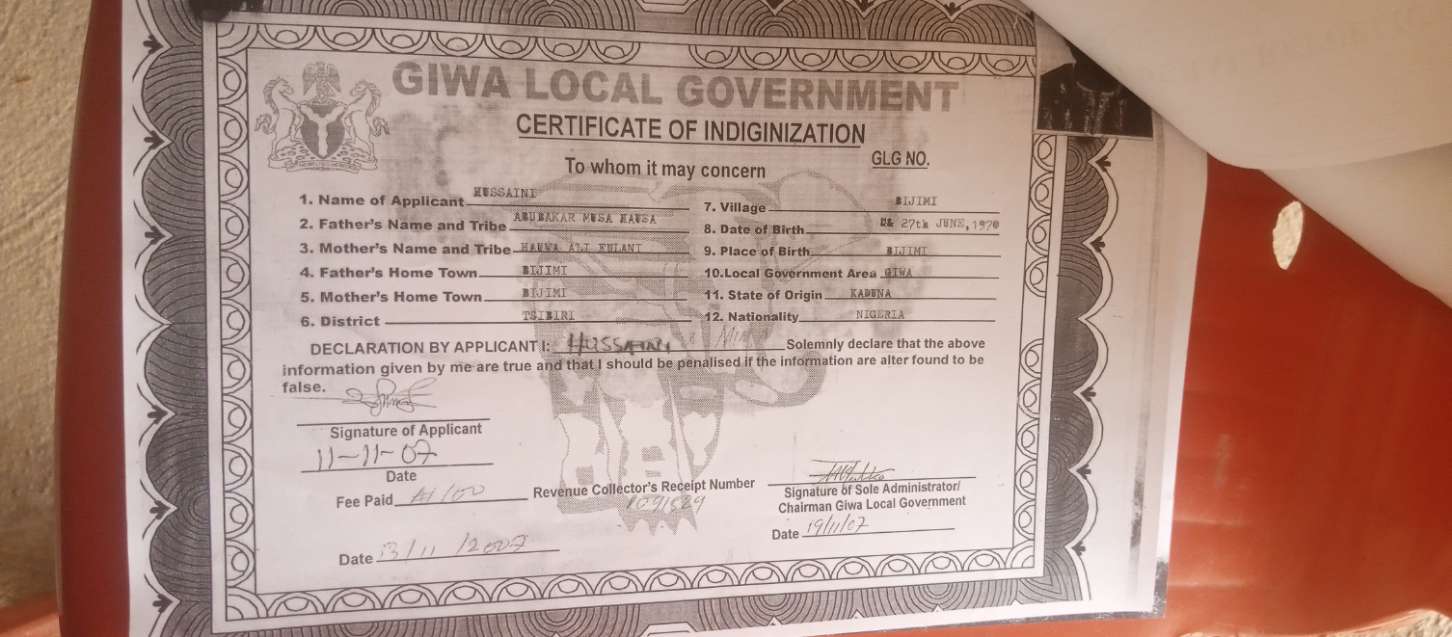 GIWA LOCAL GOVERNMENT
CERTIFICATE OF INDIGINIZATION
To whom it may concern
GLG NO.
1. Name of Applicant HUSSAINI
2. Father's Name and Tribe ABUBAKAR MUSA HAUSA
3. Mother's Name and Tribe HAUWA ALI FULANI
4. Father's Home Town BIJIMI
5. Mother's Home Town BIJIMI
6. District TSIBIRI
7. Village BIJIMI
8. Date of Birth 27th JUNE, 1970
9. Place of Birth BIJIMI
10. Local Government Area GIWA
11. State of Origin KADUNA
12. Nationality NIGERIA
DECLARATION BY APPLICANT I: HUSSAINI Solemnly declare that the above
information given by me are true and that I should be penalised if the information are alter found to be
false.
Signature of Applicant
11-11-07
Date
Fee Paid
Revenue Collector's Receipt Number
Signature of Sole Administrator/
Chairman Giwa Local Government
Date 19/11/07
Date 13/11/2007